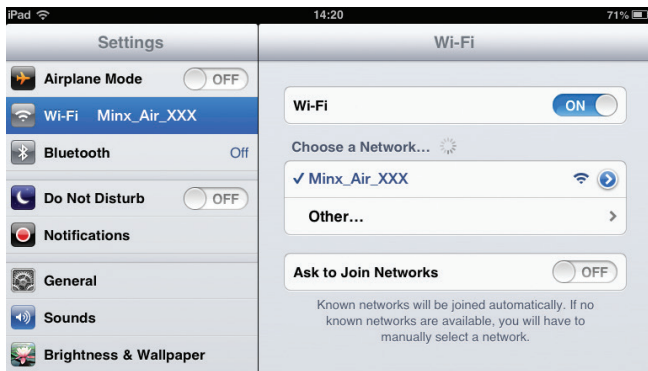 iPad 14:20 71%
Settings
Wi-Fi
Airplane Mode OFF
Wi-Fi Minx_Air_XXX
Bluetooth Off
Do Not Disturb OFF
Notifications
General
Sounds
Brightness & Wallpaper
Wi-Fi ON
Choose a Network...
✓ Minx_Air_XXX
Other...
Ask to Join Networks OFF
Known networks will be joined automatically. If no
known networks are available, you will have to
manually select a network.